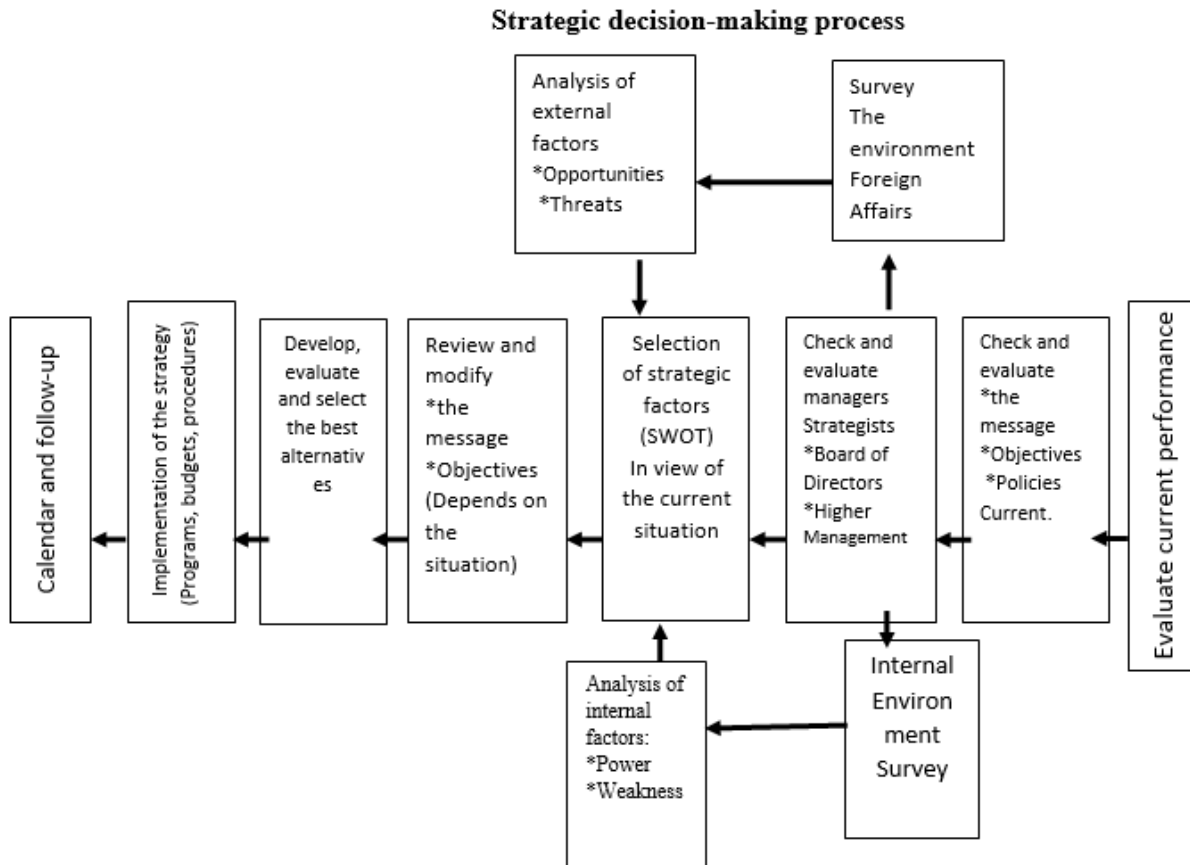 Strategic decision-making process
Analysis of
external
factors
*Opportunities
*Threats
Survey
The
environment
Foreign
Affairs
Calendar and follow-up
Implementation of the strategy
(Programs, budgets, procedures)
Develop,
evaluate
and select
the best
alternativ
es
Review and
modify
*the
message
*Objectives
(Depends on
the
situation)
Selection
of strategic
factors
(SWOT)
In view of
the current
situation
Check and
evaluate
managers
Strategists
*Board of
Directors
*Higher
Management
Check and
evaluate
*the
message
*Objectives
*Policies
Current.
Evaluate current performance
Analysis of
internal
factors:
*Power
*Weakness
Internal
Environ
ment
Survey